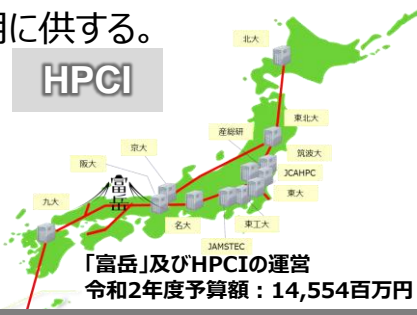 用に供する。
HPCI
北大
東北大
産総研
筑波大
京大
JCAHPC
阪大
東大
富岳
九大
名大
東工大
JAMSTEC
「富岳」及びHPCIの運営
令和2年度予算額：14,554百万円